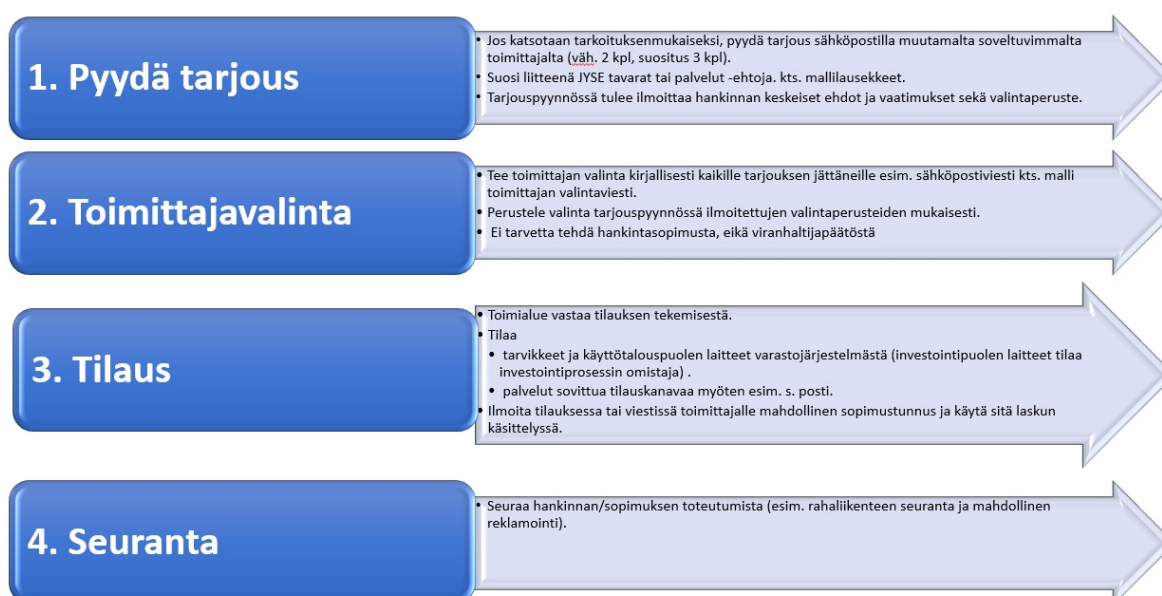 1. Pyydä tarjous
• Jos katsotaan tarkoituksenmukaiseksi, pyydä tarjous sähköpostilla muutamalta soveltuvimmalta
toimittajalta (väh. 2 kpl, suositus 3 kpl).
• Suosi liitteenä JYSE tavarat tai palvelut -ehtoja. kts. mallilausekkeet.
• Tarjouspyynnössä tulee ilmoittaa hankinnan keskeiset ehdot ja vaatimukset sekä valintaperuste.
2. Toimittajavalinta
• Tee toimittajan valinta kirjallisesti kaikille tarjouksen jättäneille esim. sähköpostiviesti kts. malli
toimittajan valintaviesti.
• Perustele valinta tarjouspyynnössä ilmoitettujen valintaperusteiden mukaisesti.
• Ei tarvetta tehdä hankintasopimusta, eikä viranhaltijapäätöstä
3. Tilaus
• Toimialue vastaa tilauksen tekemisestä.
• Tilaa
• tarvikkeet ja käyttötalouspuolen laitteet varastojärjestelmästä (investointipuolen laitteet tilaa
investointiprosessin omistaja) .
• palvelut sovittua tilauskanavaa myöten esim. s. posti.
• Ilmoita tilauksessa tai viestissä toimittajalle mahdollinen sopimustunnus ja käytä sitä laskun
käsittelyssä.
4. Seuranta
• Seuraa hankinnan/sopimuksen toteutumista (esim. rahaliikenteen seuranta ja mahdollinen
reklamointi).